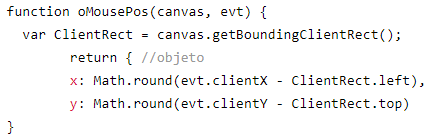 function oMousePos(canvas, evt) {
  var ClientRect = canvas.getBoundingClientRect();
        return { //objeto
        x: Math.round(evt.clientX - ClientRect.left),
        y: Math.round(evt.clientY - ClientRect.top)
}